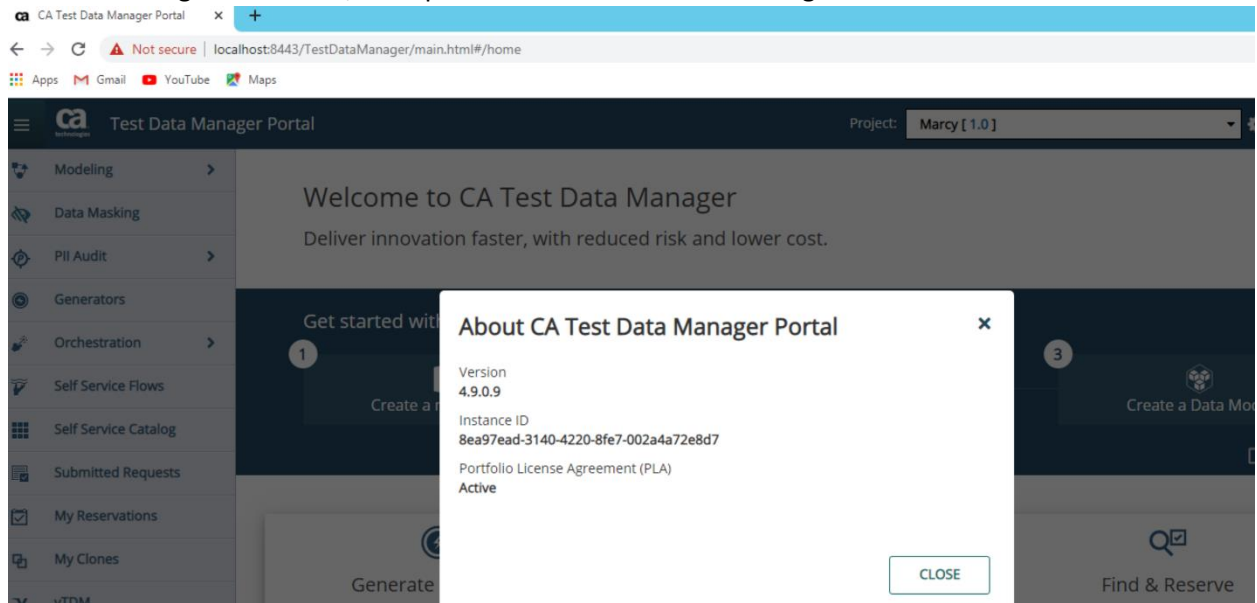 CA Test Data Manager Portal
Not secure | localhost:8443/TestDataManager/main.html#/home
Apps Gmail YouTube Maps
ca technologies Test Data Manager Portal Project: Marcy [ 1.0 ]
Modeling
Data Masking
PII Audit
Generators
Orchestration
Self Service Flows
Self Service Catalog
Submitted Requests
My Reservations
My Clones
vTDM
Welcome to CA Test Data Manager
Deliver innovation faster, with reduced risk and lower cost.
Get started with
1
Create a
3
Create a Data
About CA Test Data Manager Portal
Version
4.9.0.9
Instance ID
8ea97ead-3140-4220-8fe7-002a4a72e8d7
Portfolio License Agreement (PLA)
Active
CLOSE
Generate
Find & Reserve